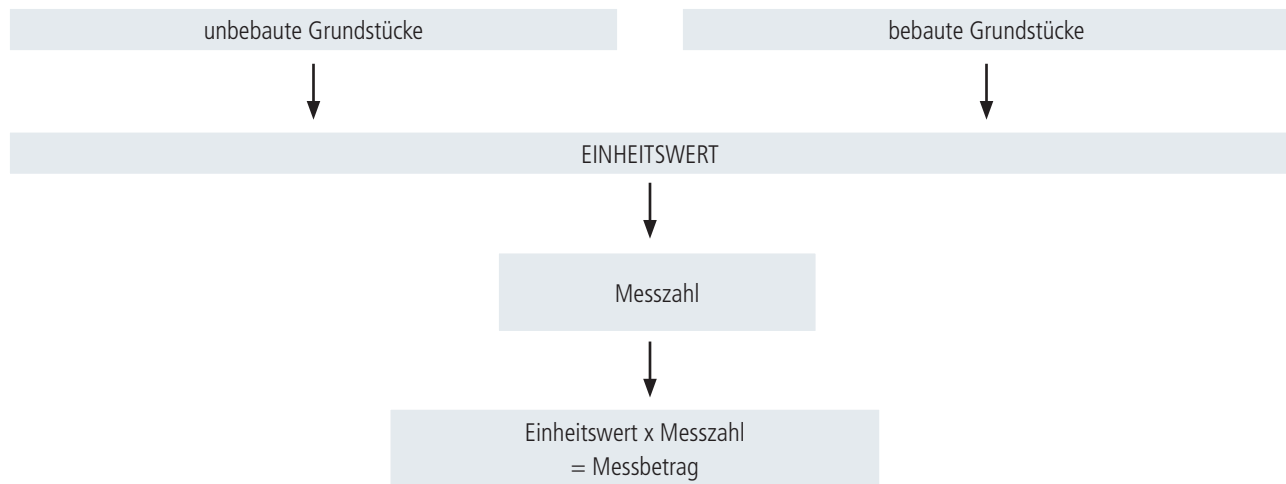 unbebaute Grundstücke
bebaute Grundstücke
EINHEITSWERT
Messzahl
Einheitswert x Messzahl
= Messbetrag